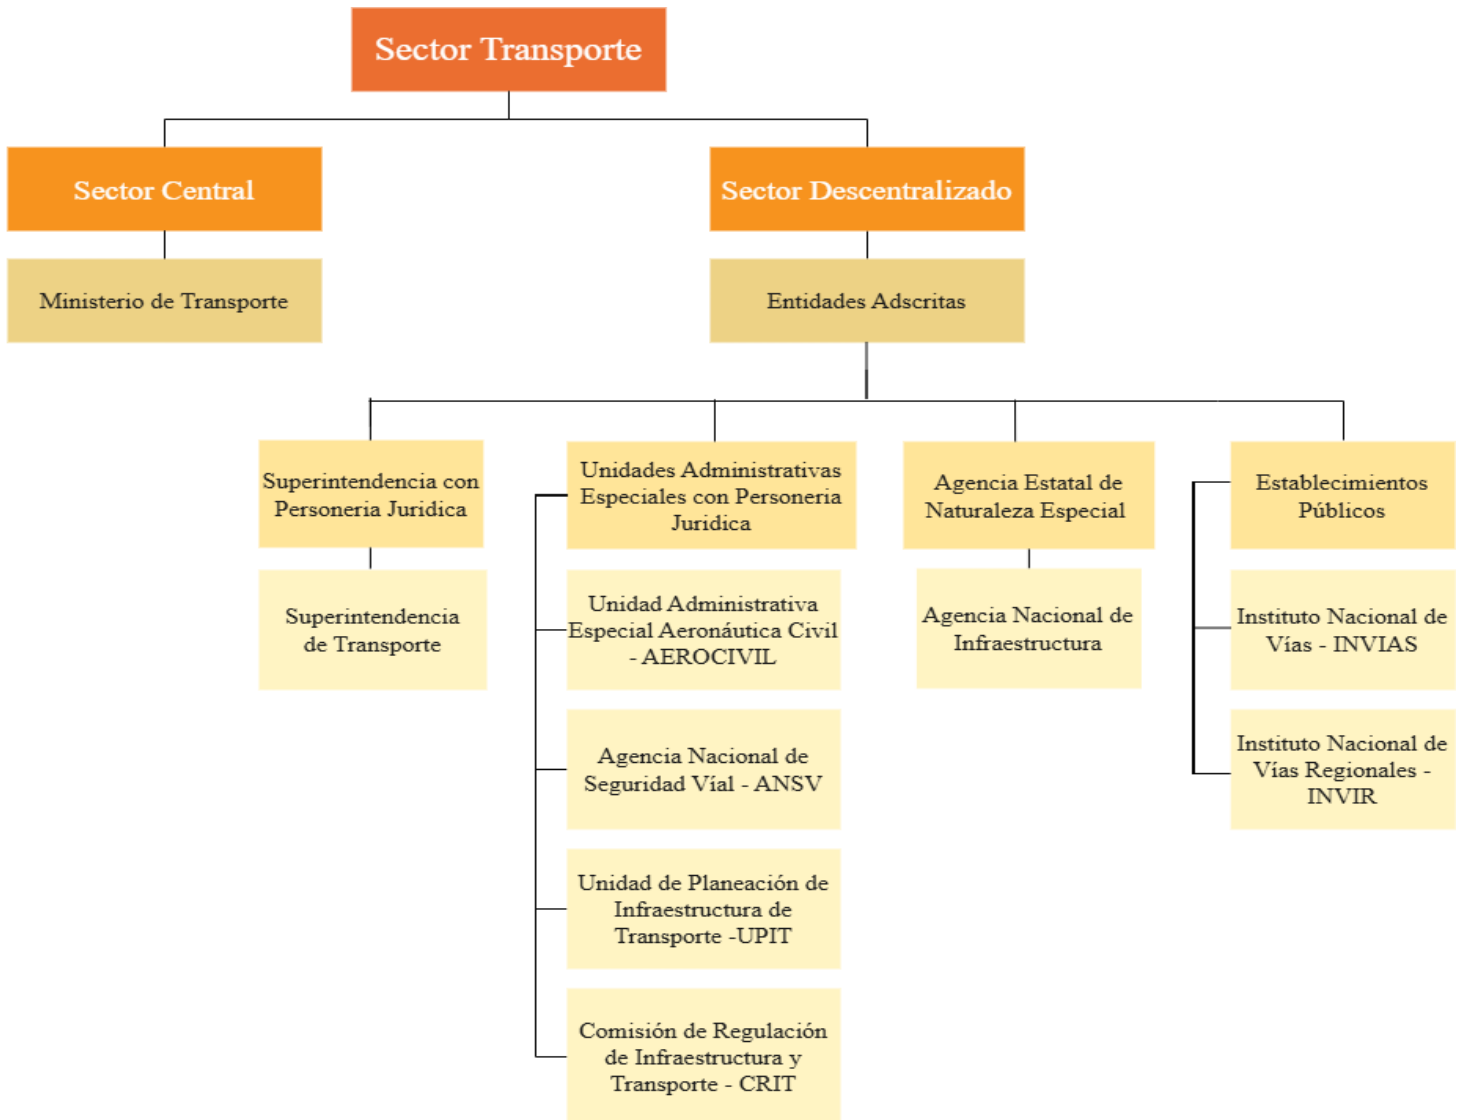 Sector Transporte
Sector Central
Sector Descentralizado
Ministerio de Transporte
Entidades Adscritas
Superintendencia con
Personeria Juridica
Unidades Administrativas
Especiales con Personeria
Juridica
Agencia Estatal de
Naturaleza Especial
Establecimientos
Públicos
Superintendencia
de Transporte
Unidad Administrativa
Especial Aeronáutica Civil
- AEROCIVIL
Agencia Nacional de
Infraestructura
Instituto Nacional de
Vías - INVIAS
Agencia Nacional de
Seguridad Víal - ANSV
Instituto Nacional de
Vías Regionales -
INVIR
Unidad de Planeación de
Infraestructura de
Transporte -UPIT
Comisión de Regulación
de Infraestructura y
Transporte - CRIT